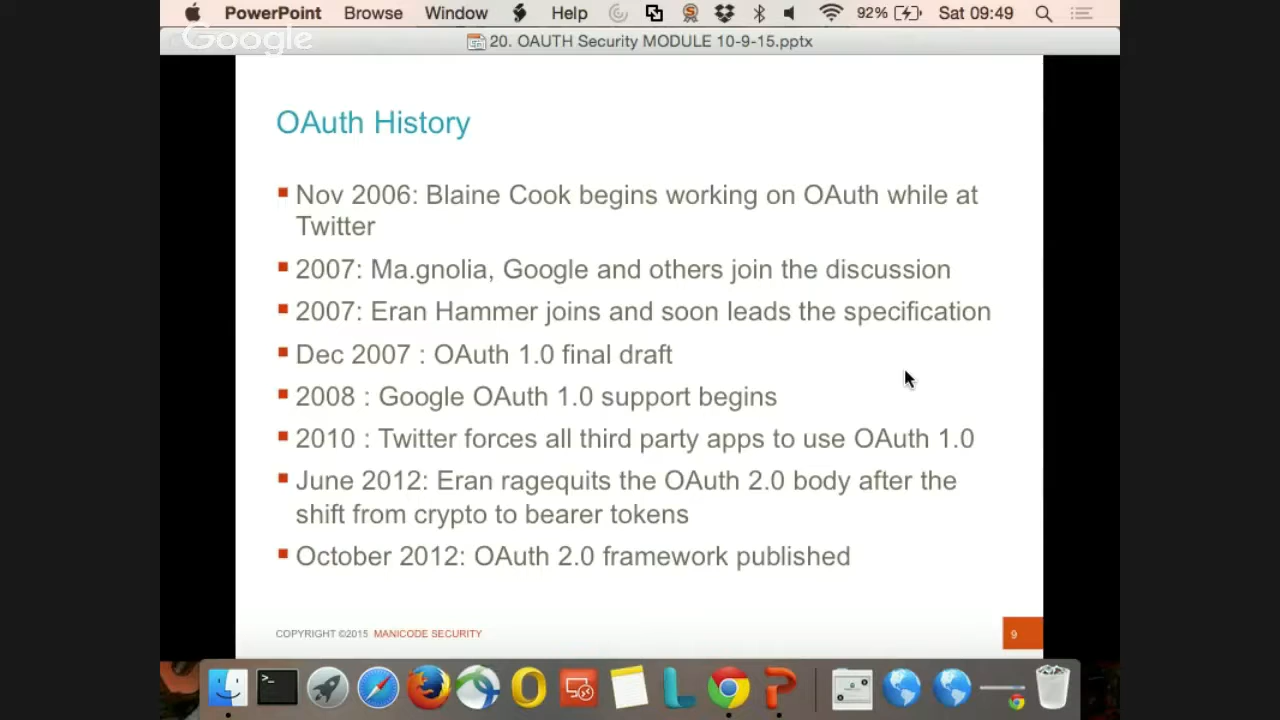 PowerPoint Browse Window Help 92% Sat 09:49
Google
20. OAUTH Security MODULE 10-9-15.pptx
OAuth History
Nov 2006: Blaine Cook begins working on OAuth while at
Twitter
2007: Ma.gnolia, Google and others join the discussion
2007: Eran Hammer joins and soon leads the specification
Dec 2007 : OAuth 1.0 final draft
2008 : Google OAuth 1.0 support begins
2010 : Twitter forces all third party apps to use OAuth 1.0
June 2012: Eran ragequits the OAuth 2.0 body after the
shift from crypto to bearer tokens
October 2012: OAuth 2.0 framework published
COPYRIGHT ©2015 MANICODE SECURITY
9